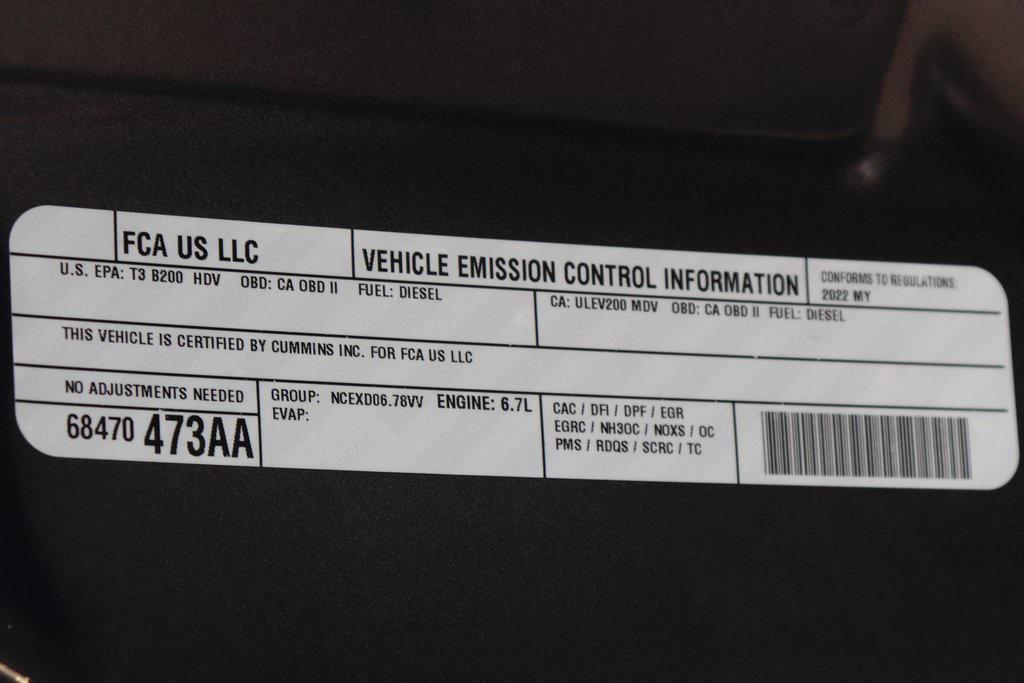 FCA US LLC
VEHICLE EMISSION CONTROL INFORMATION
CONFORMS TO REGULATIONS:
2022 MY
U.S. EPA: T3 B200 HDV OBD: CA OBD II FUEL: DIESEL
CA: ULEV200 MDV OBD: CA OBD II FUEL: DIESEL
THIS VEHICLE IS CERTIFIED BY CUMMINS INC. FOR FCA US LLC
NO ADJUSTMENTS NEEDED
68470 473AA
GROUP: NCEXD06.78VV ENGINE: 6.7L
EVAP:
CAC / DFI / DPF / EGR
EGRC / NH3OC / NOXS / OC
PMS / RDQS / SCRC / TC